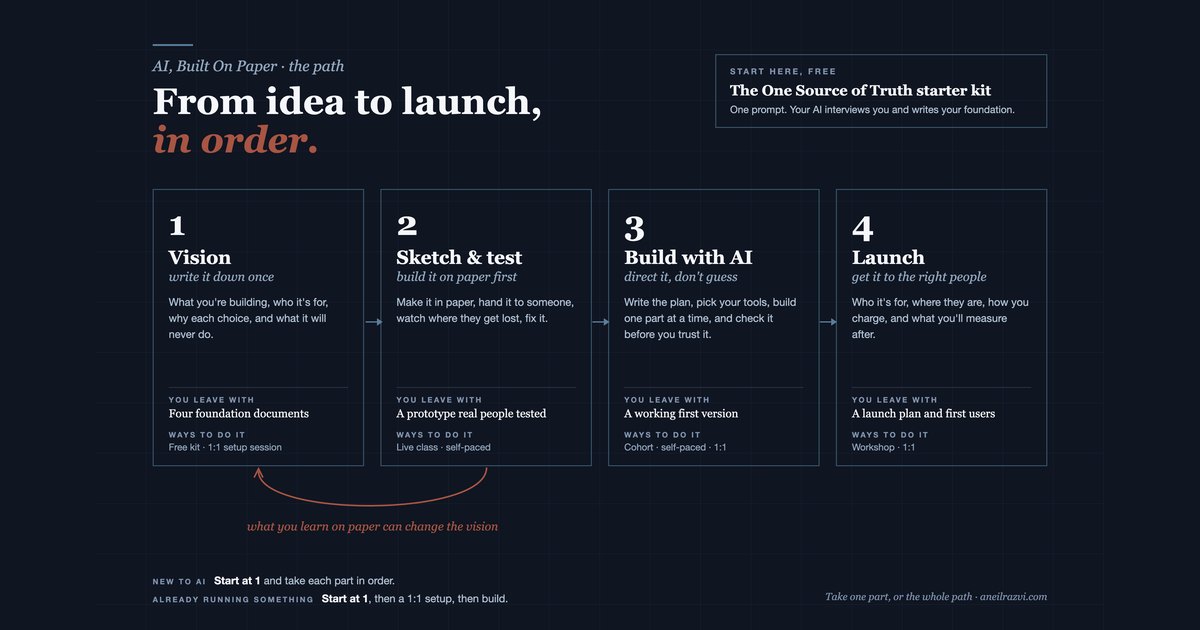 AI, Built On Paper · the path
From idea to launch,
in order.
START HERE, FREE
The One Source of Truth starter kit
One prompt. Your AI interviews you and writes your foundation.
1
Vision
write it down once
What you're building, who it's for,
why each choice, and what it will
never do.
YOU LEAVE WITH
Four foundation documents
WAYS TO DO IT
Free kit · 1:1 setup session
2
Sketch & test
build it on paper first
Make it in paper, hand it to someone,
watch where they get lost, fix it.
YOU LEAVE WITH
A prototype real people tested
WAYS TO DO IT
Live class · self-paced
3
Build with AI
direct it, don't guess
Write the plan, pick your tools, build
one part at a time, and check it
before you trust it.
YOU LEAVE WITH
A working first version
WAYS TO DO IT
Cohort · self-paced · 1:1
4
Launch
get it to the right people
Who it's for, where they are, how you
charge, and what you'll measure
after.
YOU LEAVE WITH
A launch plan and first users
WAYS TO DO IT
Workshop · 1:1
what you learn on paper can change the vision
NEW TO AI Start at 1 and take each part in order.
ALREADY RUNNING SOMETHING Start at 1, then a 1:1 setup, then build.
Take one part, or the whole path · aneilrazvi.com